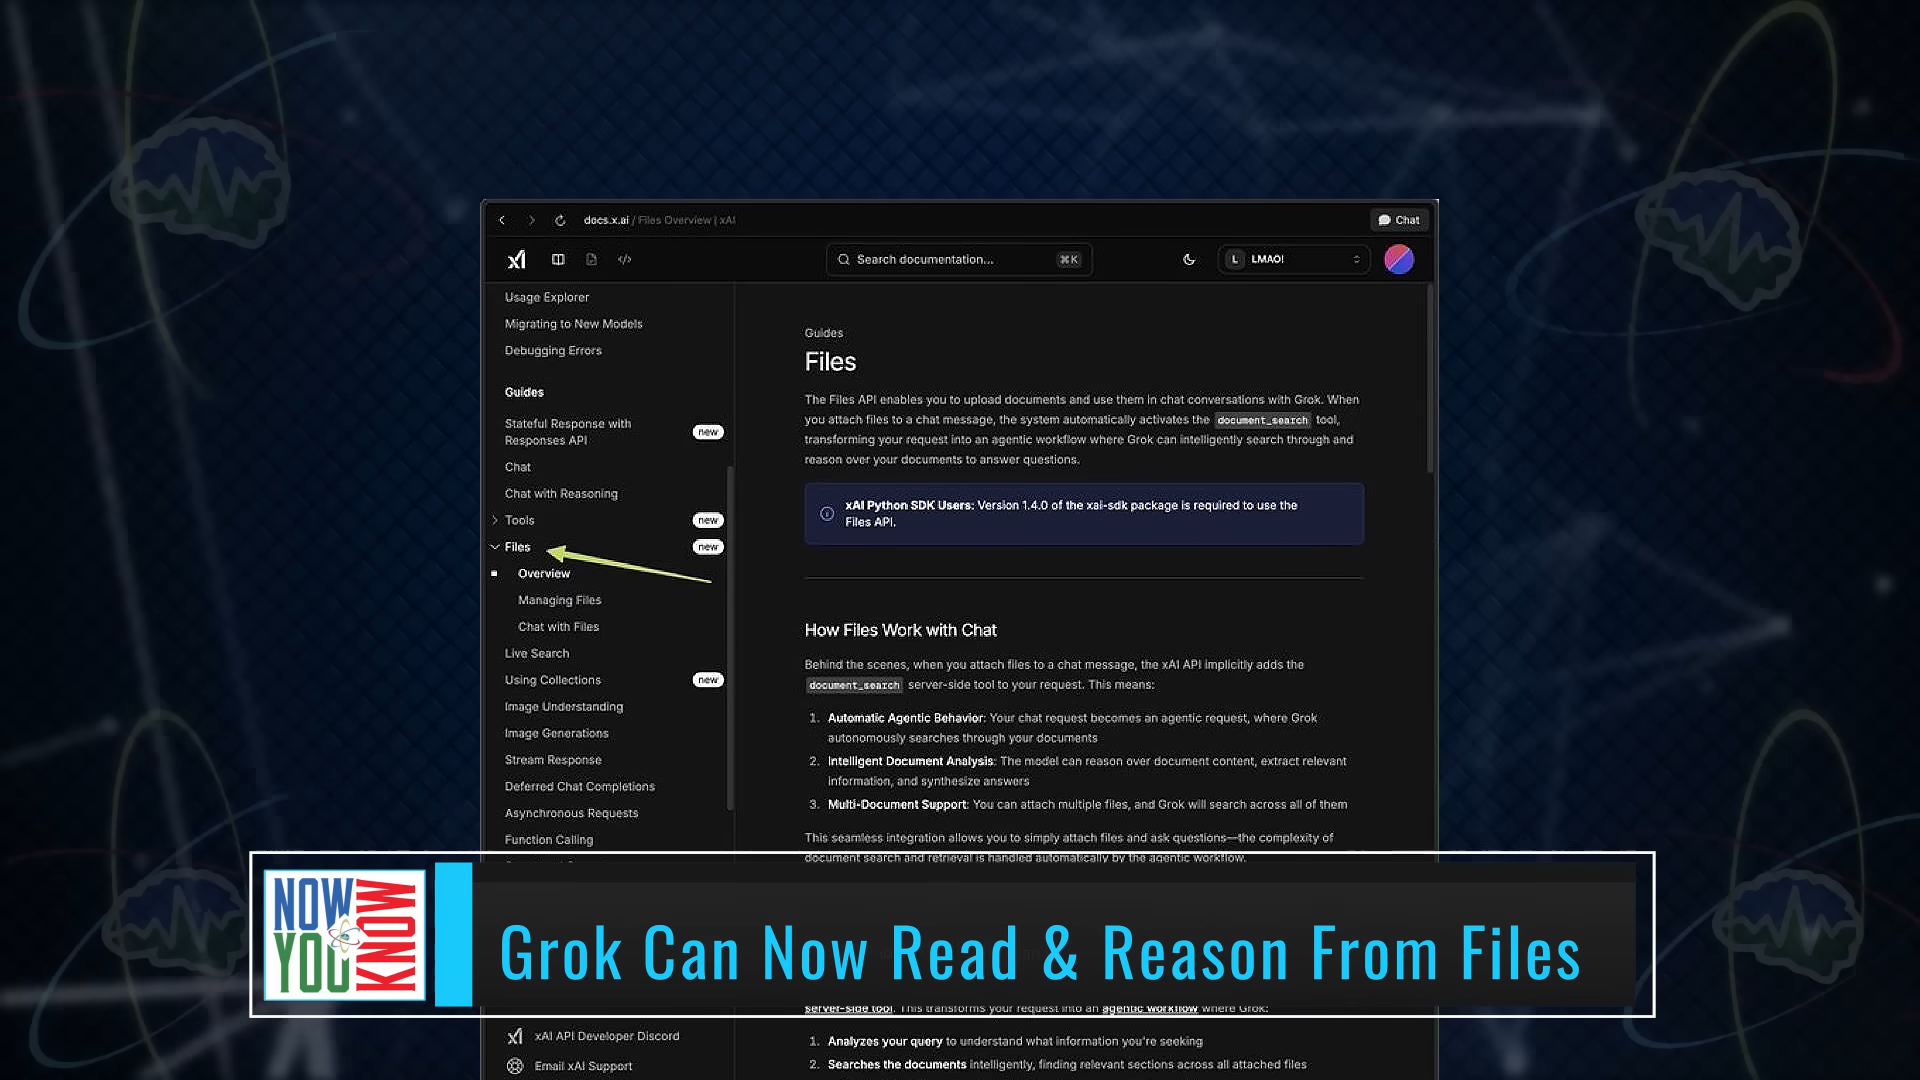 docs.x.ai / Files Overview | xAI
Chat
Search documentation...
⌘K
L
LMAO!
Usage Explorer
Migrating to New Models
Debugging Errors
Guides
Stateful Response with
Responses API
new
Chat
Chat with Reasoning
Tools
new
Files
new
Overview
Managing Files
Chat with Files
Live Search
Using Collections
new
Image Understanding
Image Generations
Stream Response
Deferred Chat Completions
Asynchronous Requests
Function Calling
xAI API Developer Discord
Email xAI Support
Guides
Files
The Files API enables you to upload documents and use them in chat conversations with Grok. When
you attach files to a chat message, the system automatically activates the document_search tool,
transforming your request into an agentic workflow where Grok can intelligently search through and
reason over your documents to answer questions.
xAI Python SDK Users: Version 1.4.0 of the xai-sdk package is required to use the
Files API.
How Files Work with Chat
Behind the scenes, when you attach files to a chat message, the xAI API implicitly adds the
document_search server-side tool to your request. This means:
1. Automatic Agentic Behavior: Your chat request becomes an agentic request, where Grok
autonomously searches through your documents
2. Intelligent Document Analysis: The model can reason over document content, extract relevant
information, and synthesize answers
3. Multi-Document Support: You can attach multiple files, and Grok will search across all of them
This seamless integration allows you to simply attach files and ask questions—the complexity of
document search and retrieval is handled automatically by the agentic workflow.
NOW
YOU
KNOW
Grok Can Now Read & Reason From Files
server-side tool. This transforms your request into an agentic workflow where Grok:
1. Analyzes your query to understand what information you're seeking
2. Searches the documents intelligently, finding relevant sections across all attached files